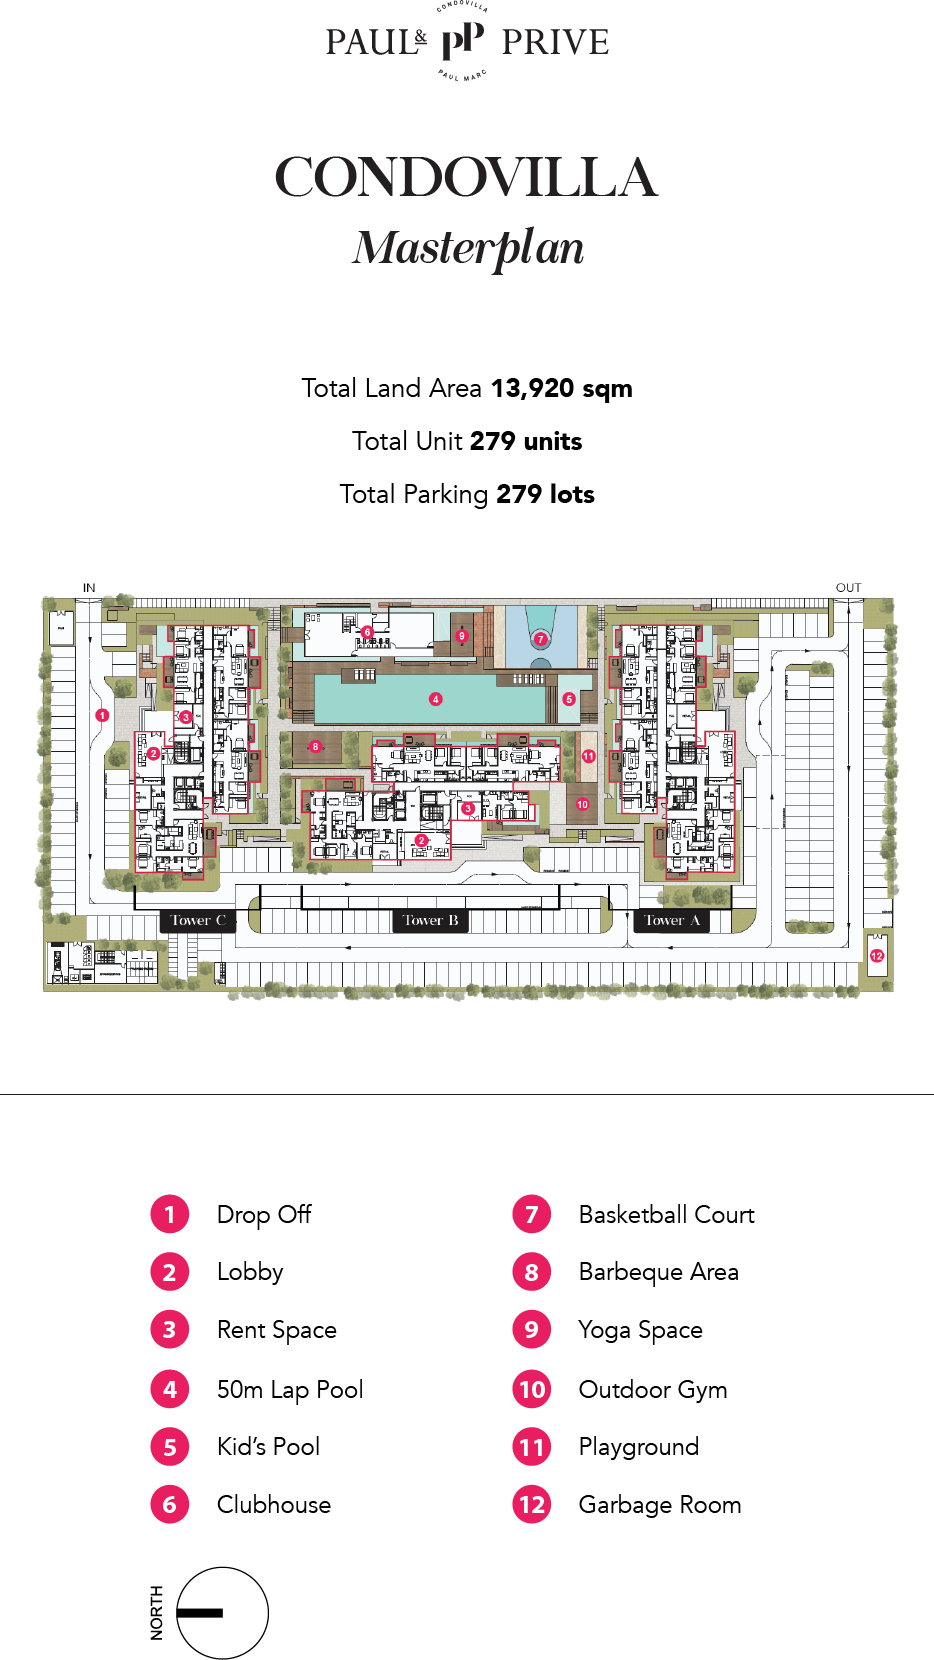 CONDOVILLA
PAUL & PP PRIVE
PAUL MARC
CONDOVILLA
Masterplan
Total Land Area 13,920 sqm
Total Unit 279 units
Total Parking 279 lots
IN
OUT
6
9
7
4
5
1
3
2
8
11
10
3
2
Tower C
Tower B
Tower A
12
1 Drop Off
2 Lobby
3 Rent Space
4 50m Lap Pool
5 Kid's Pool
6 Clubhouse
7 Basketball Court
8 Barbeque Area
9 Yoga Space
10 Outdoor Gym
11 Playground
12 Garbage Room
NORTH